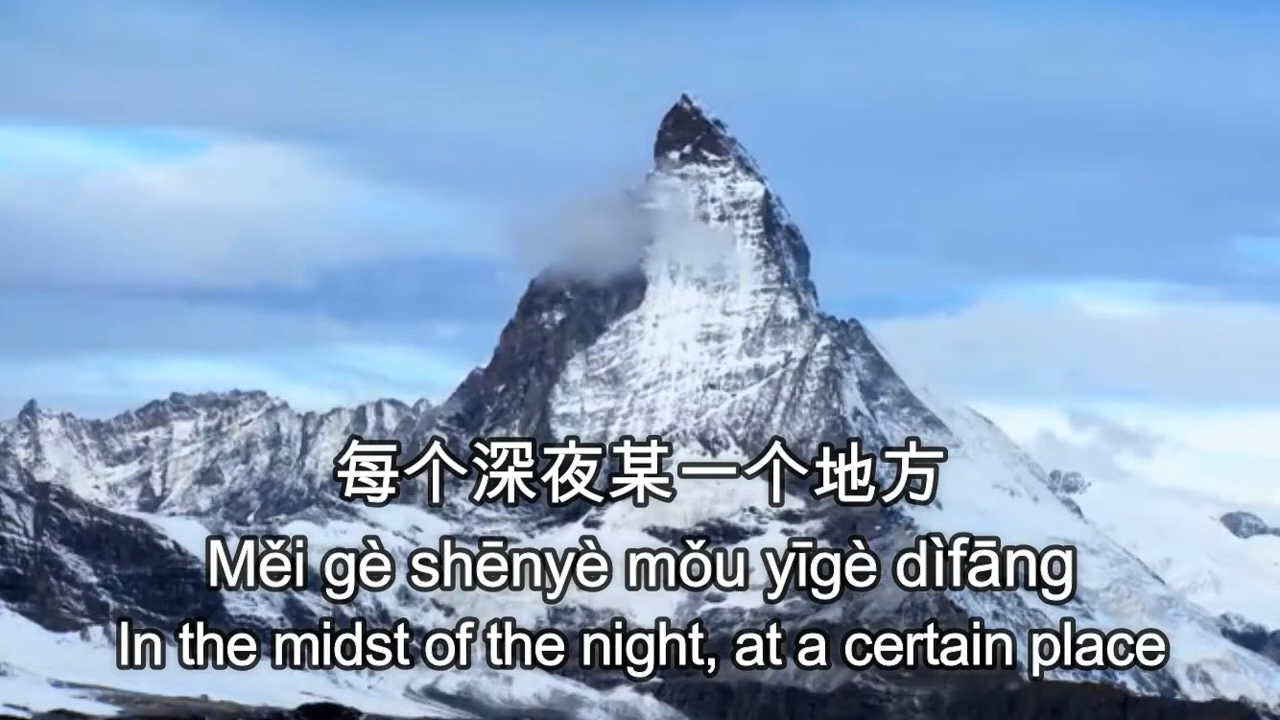 每个深夜某一个地方
Měi gè shēnyè mǒu yīgè dìfāng
In the midst of the night, at a certain place